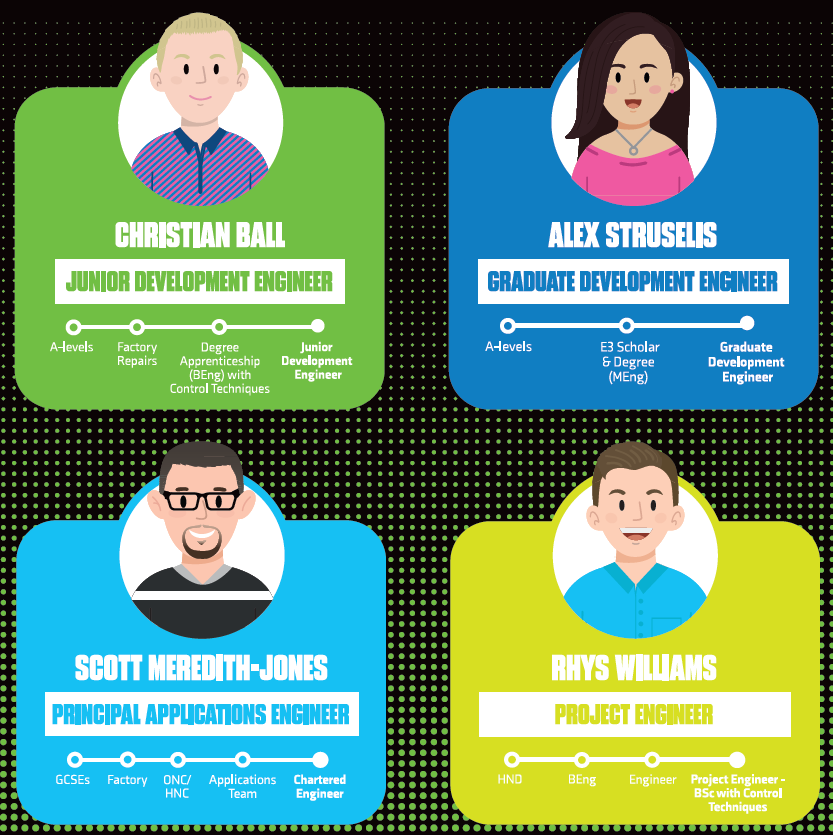 CHRISTIAN BALL
JUNIOR DEVELOPMENT ENGINEER
A-levels
Factory
Repairs
Degree
Apprenticeship
(BEng) with
Control Techniques
Junior
Development
Engineer
ALEX STRUSELIS
GRADUATE DEVELOPMENT ENGINEER
A-levels
E3 Scholar
& Degree
(MEng)
Graduate
Development
Engineer
SCOTT MEREDITH-JONES
PRINCIPAL APPLICATIONS ENGINEER
GCSEs
Factory
ONC/
HNC
Applications
Team
Chartered
Engineer
RHYS WILLIAMS
PROJECT ENGINEER
HND
BEng
Engineer
Project Engineer -
BSc with Control
Techniques